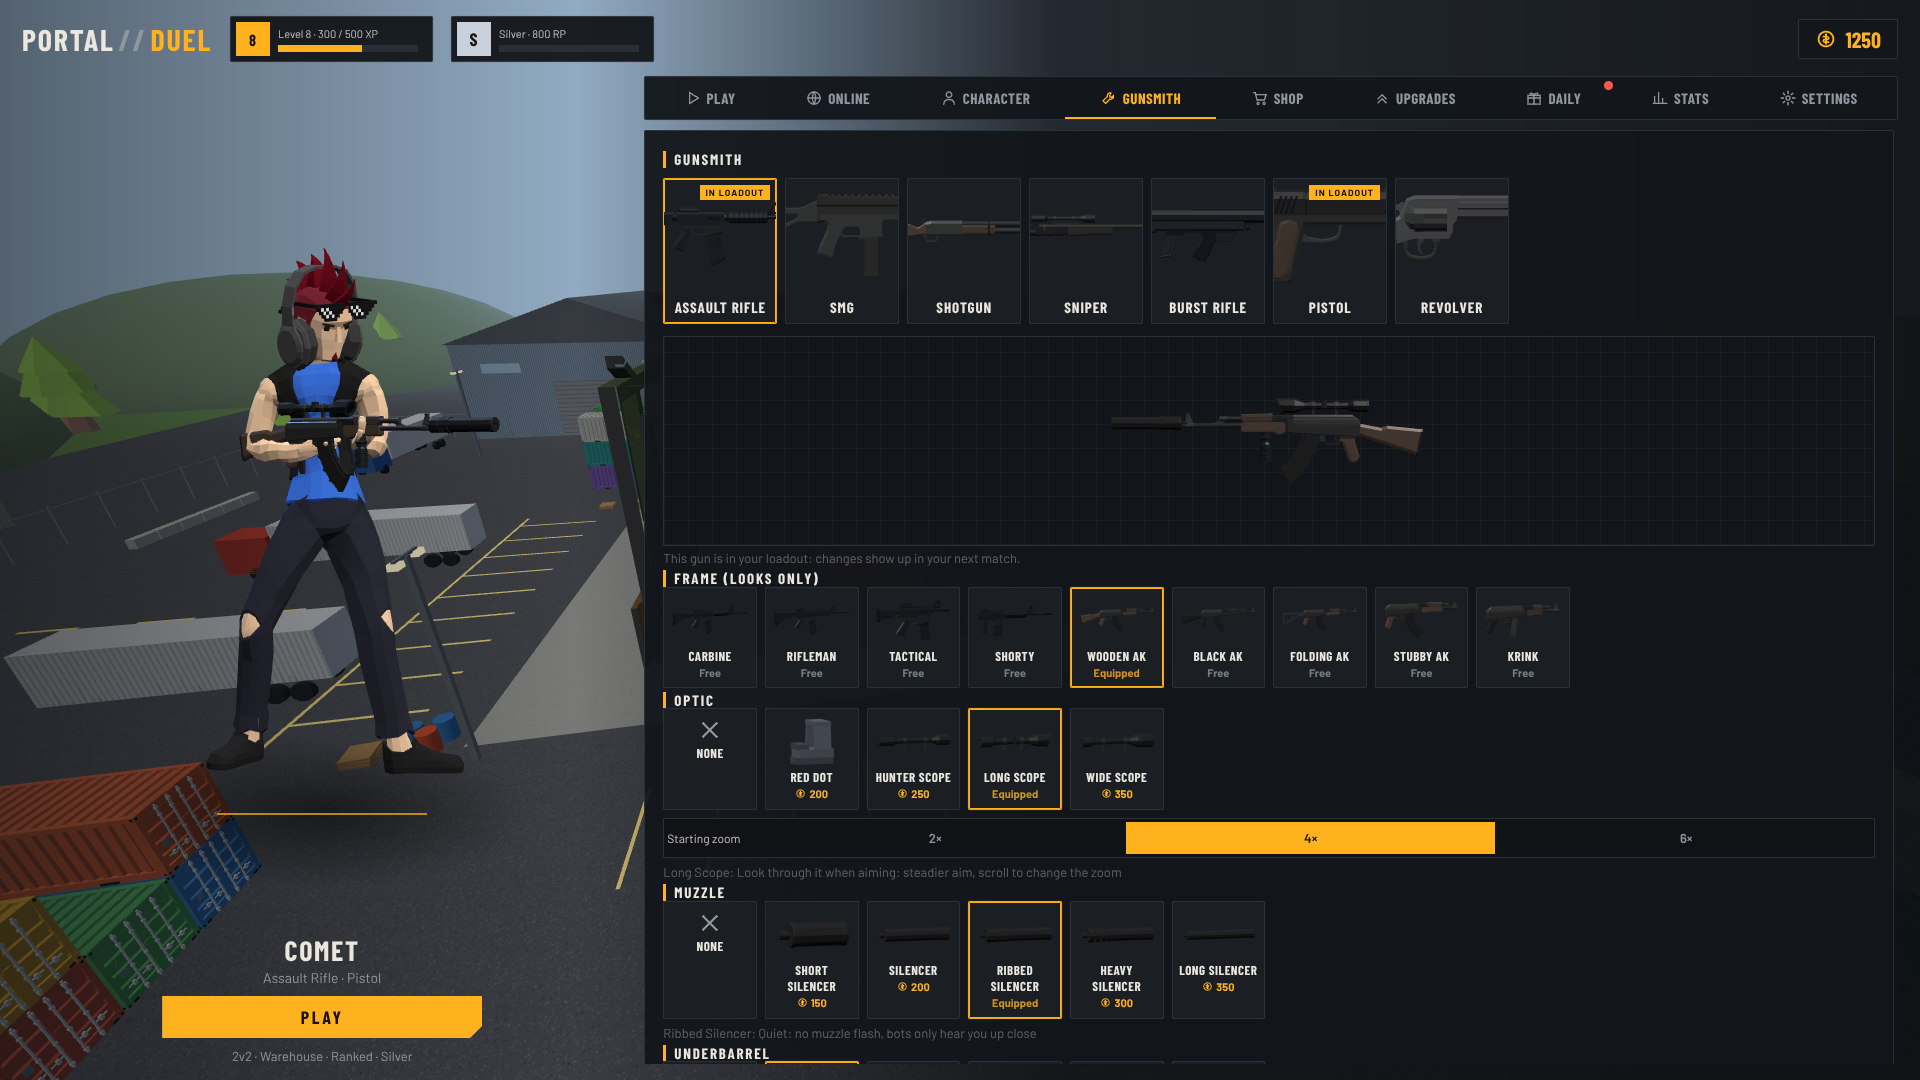 PORTAL // DUEL
8
Level 8 · 300 / 500 XP
S
Silver · 800 RP
1250
PLAY
ONLINE
CHARACTER
GUNSMITH
SHOP
UPGRADES
DAILY
STATS
SETTINGS
GUNSMITH
IN LOADOUT
ASSAULT RIFLE
SMG
SHOTGUN
SNIPER
BURST RIFLE
IN LOADOUT
PISTOL
REVOLVER
This gun is in your loadout: changes show up in your next match.
FRAME (LOOKS ONLY)
CARBINE
Free
RIFLEMAN
Free
TACTICAL
Free
SHORTY
Free
WOODEN AK
Equipped
BLACK AK
Free
FOLDING AK
Free
STUBBY AK
Free
KRINK
Free
OPTIC
NONE
RED DOT
200
HUNTER SCOPE
250
LONG SCOPE
Equipped
WIDE SCOPE
350
Starting zoom
2×
4×
6×
Long Scope: Look through it when aiming: steadier aim, scroll to change the zoom
MUZZLE
NONE
SHORT
SILENCER
150
SILENCER
200
RIBBED
SILENCER
Equipped
HEAVY
SILENCER
300
LONG SILENCER
350
Ribbed Silencer: Quiet: no muzzle flash, bots only hear you up close
UNDERBARREL
COMET
Assault Rifle · Pistol
PLAY
2v2 · Warehouse · Ranked · Silver